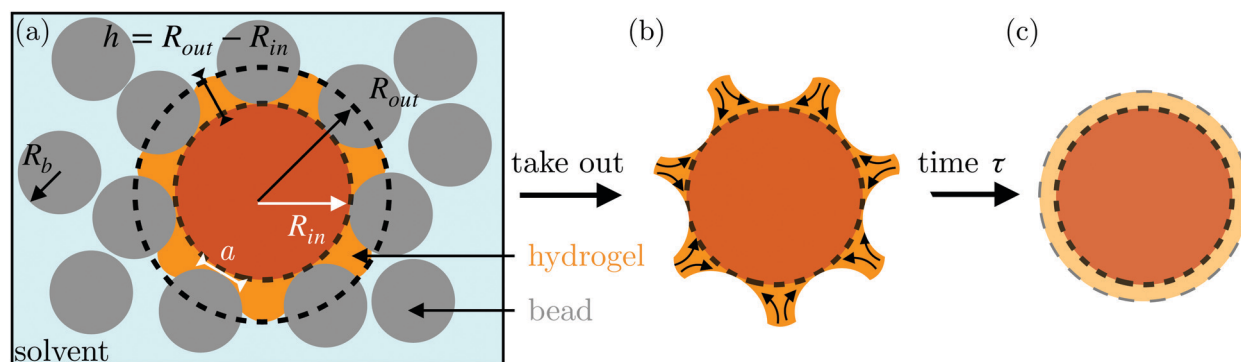 (a)
h = R_out − R_in
R_out
R_b
R_in
a
solvent
take out
hydrogel
bead
(b)
time τ
(c)